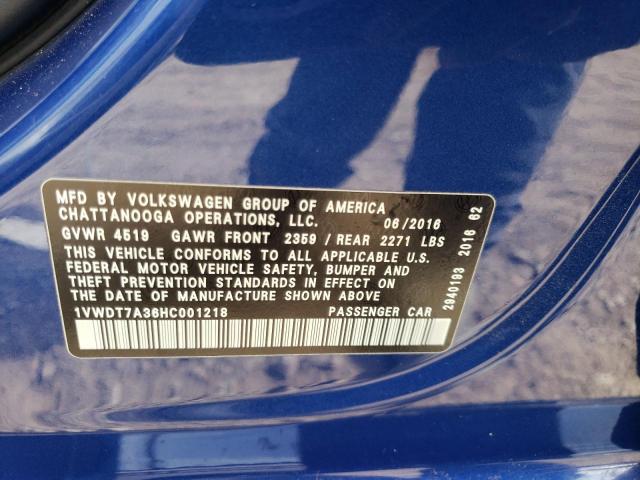 MFD BY VOLKSWAGEN GROUP OF AMERICA
CHATTANOOGA OPERATIONS, LLC. 06/2016
GVWR 4519 GAWR FRONT 2359 / REAR 2271 LBS
THIS VEHICLE CONFORMS TO ALL APPLICABLE U.S.
FEDERAL MOTOR VEHICLE SAFETY, BUMPER AND
THEFT PREVENTION STANDARDS IN EFFECT ON
THE DATE OF MANUFACTURE SHOWN ABOVE.
1VWDT7A36HC001218 PASSENGER CAR
2940193 2016 62